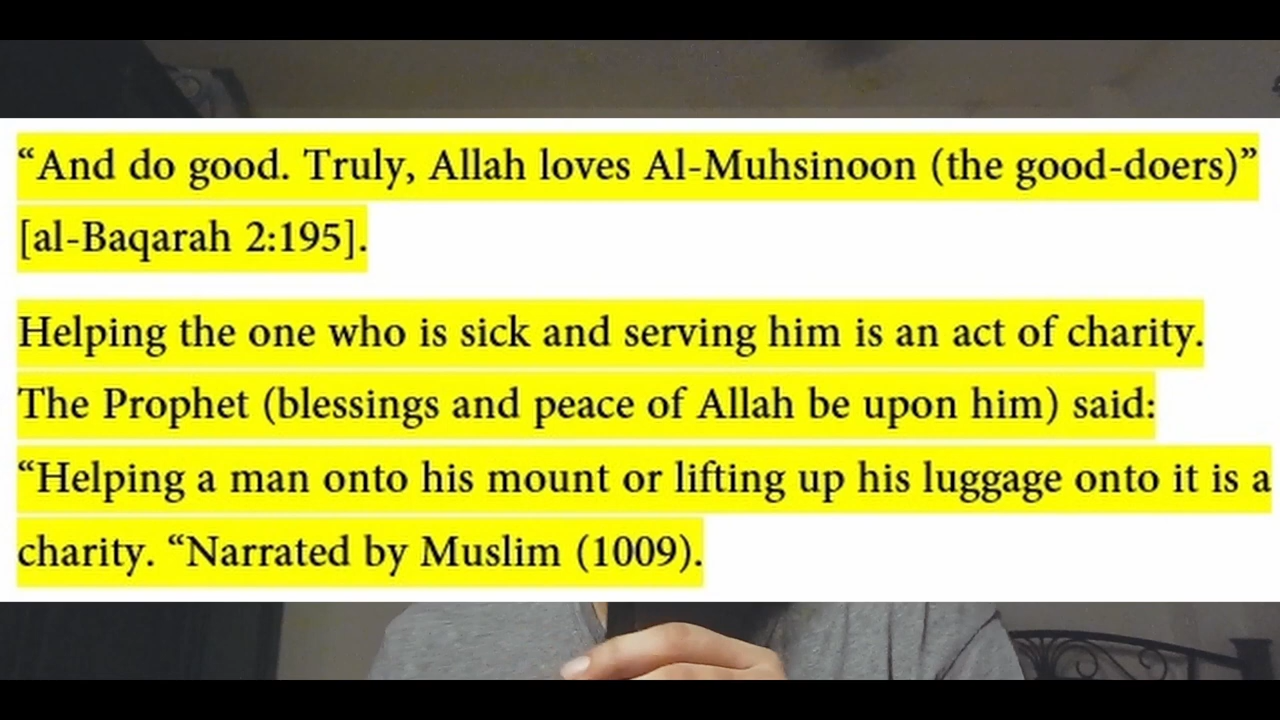 “And do good. Truly, Allah loves Al-Muhsinoon (the good-doers)”
[al-Baqarah 2:195].
Helping the one who is sick and serving him is an act of charity.
The Prophet (blessings and peace of Allah be upon him) said:
“Helping a man onto his mount or lifting up his luggage onto it is a
charity. “Narrated by Muslim (1009).